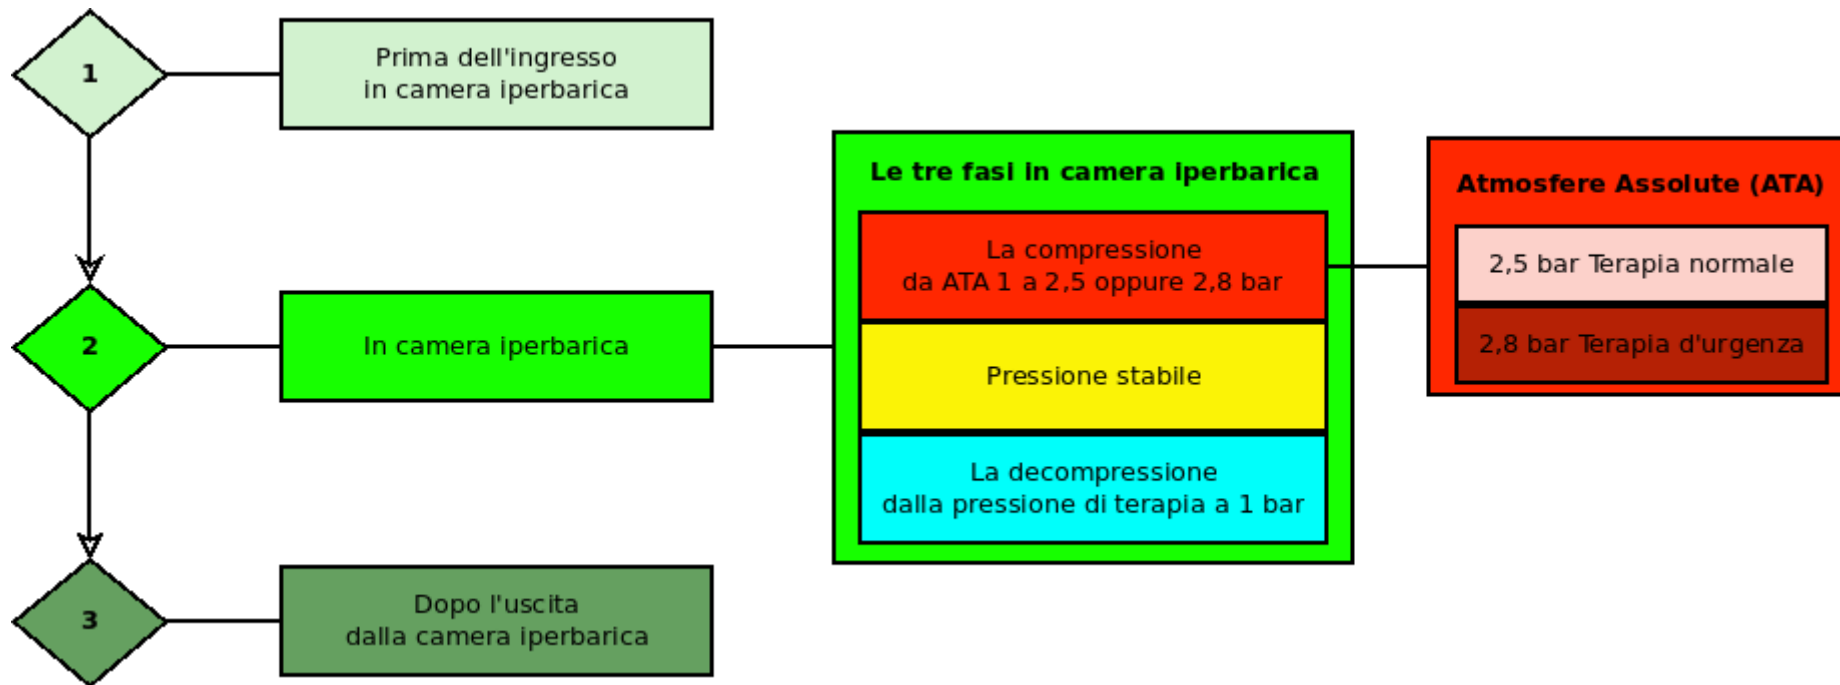 1
Prima dell'ingresso
in camera iperbarica
2
In camera iperbarica
Le tre fasi in camera iperbarica
La compressione
da ATA 1 a 2,5 oppure 2,8 bar
Pressione stabile
La decompressione
dalla pressione di terapia a 1 bar
Atmosfere Assolute (ATA)
2,5 bar Terapia normale
2,8 bar Terapia d'urgenza
3
Dopo l'uscita
dalla camera iperbarica